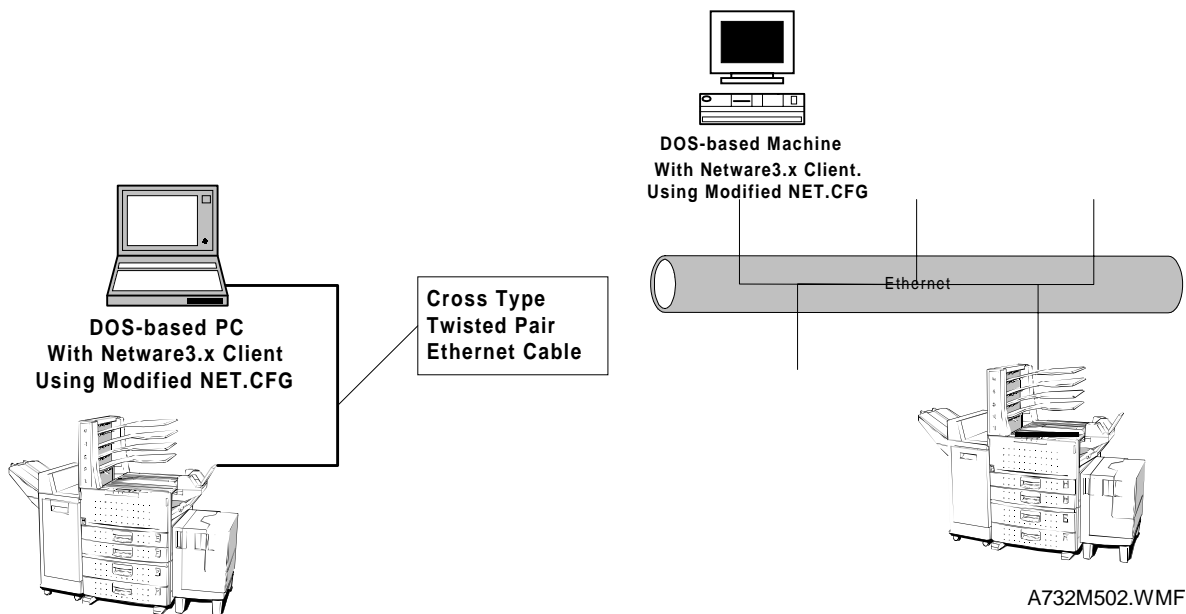 DOS-based Machine
With Netware3.x Client.
Using Modified NET.CFG
Ethernet
DOS-based PC
With Netware3.x Client
Using Modified NET.CFG
Cross Type
Twisted Pair
Ethernet Cable
A732M502.WMF